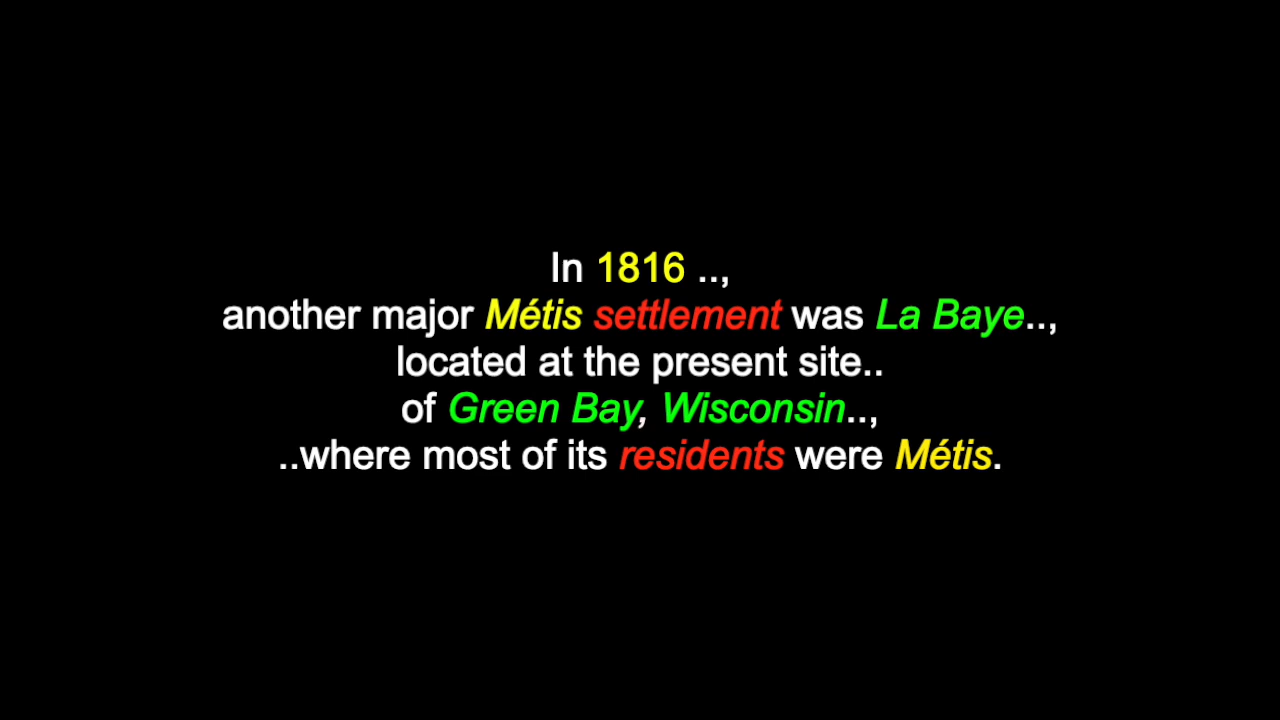 In 1816 ..,
another major Métis settlement was La Baye..,
located at the present site..
of Green Bay, Wisconsin..,
..where most of its residents were Métis.